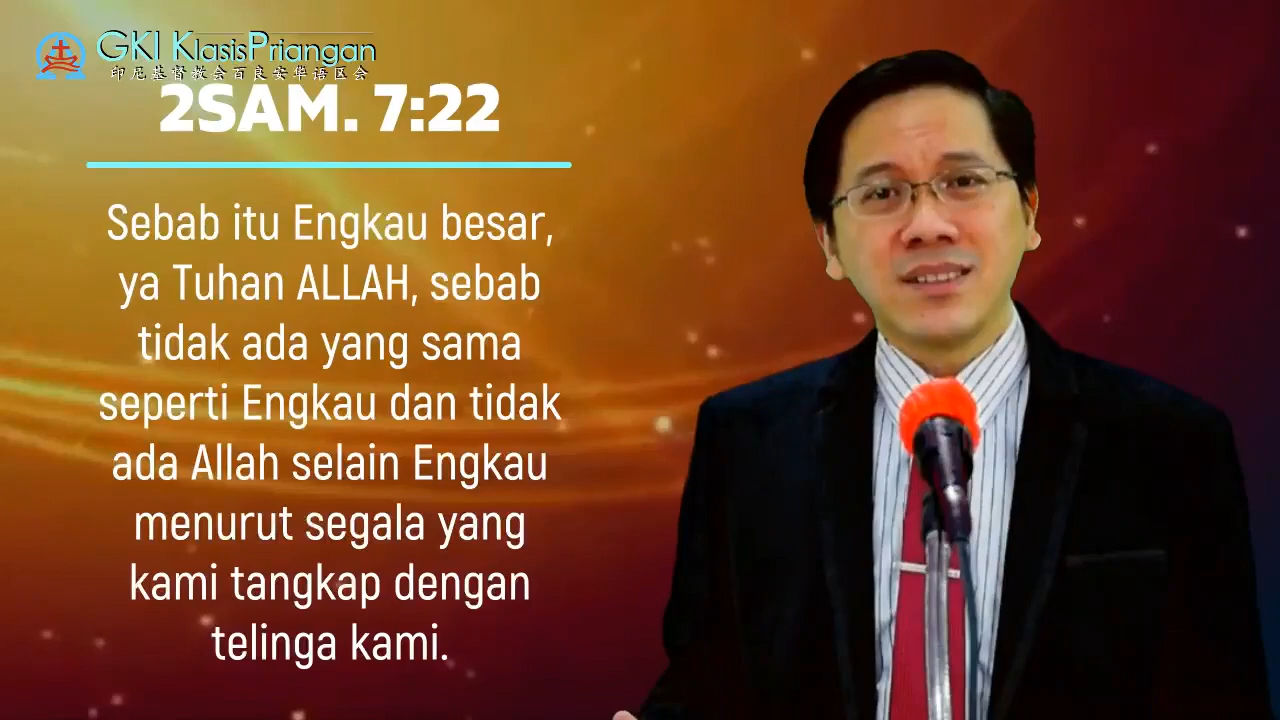 GKI KlasisPriangan
印尼基督教会百良安华语区会
2SAM. 7:22
Sebab itu Engkau besar,
ya Tuhan ALLAH, sebab
tidak ada yang sama
seperti Engkau dan tidak
ada Allah selain Engkau
menurut segala yang
kami tangkap dengan
telinga kami.